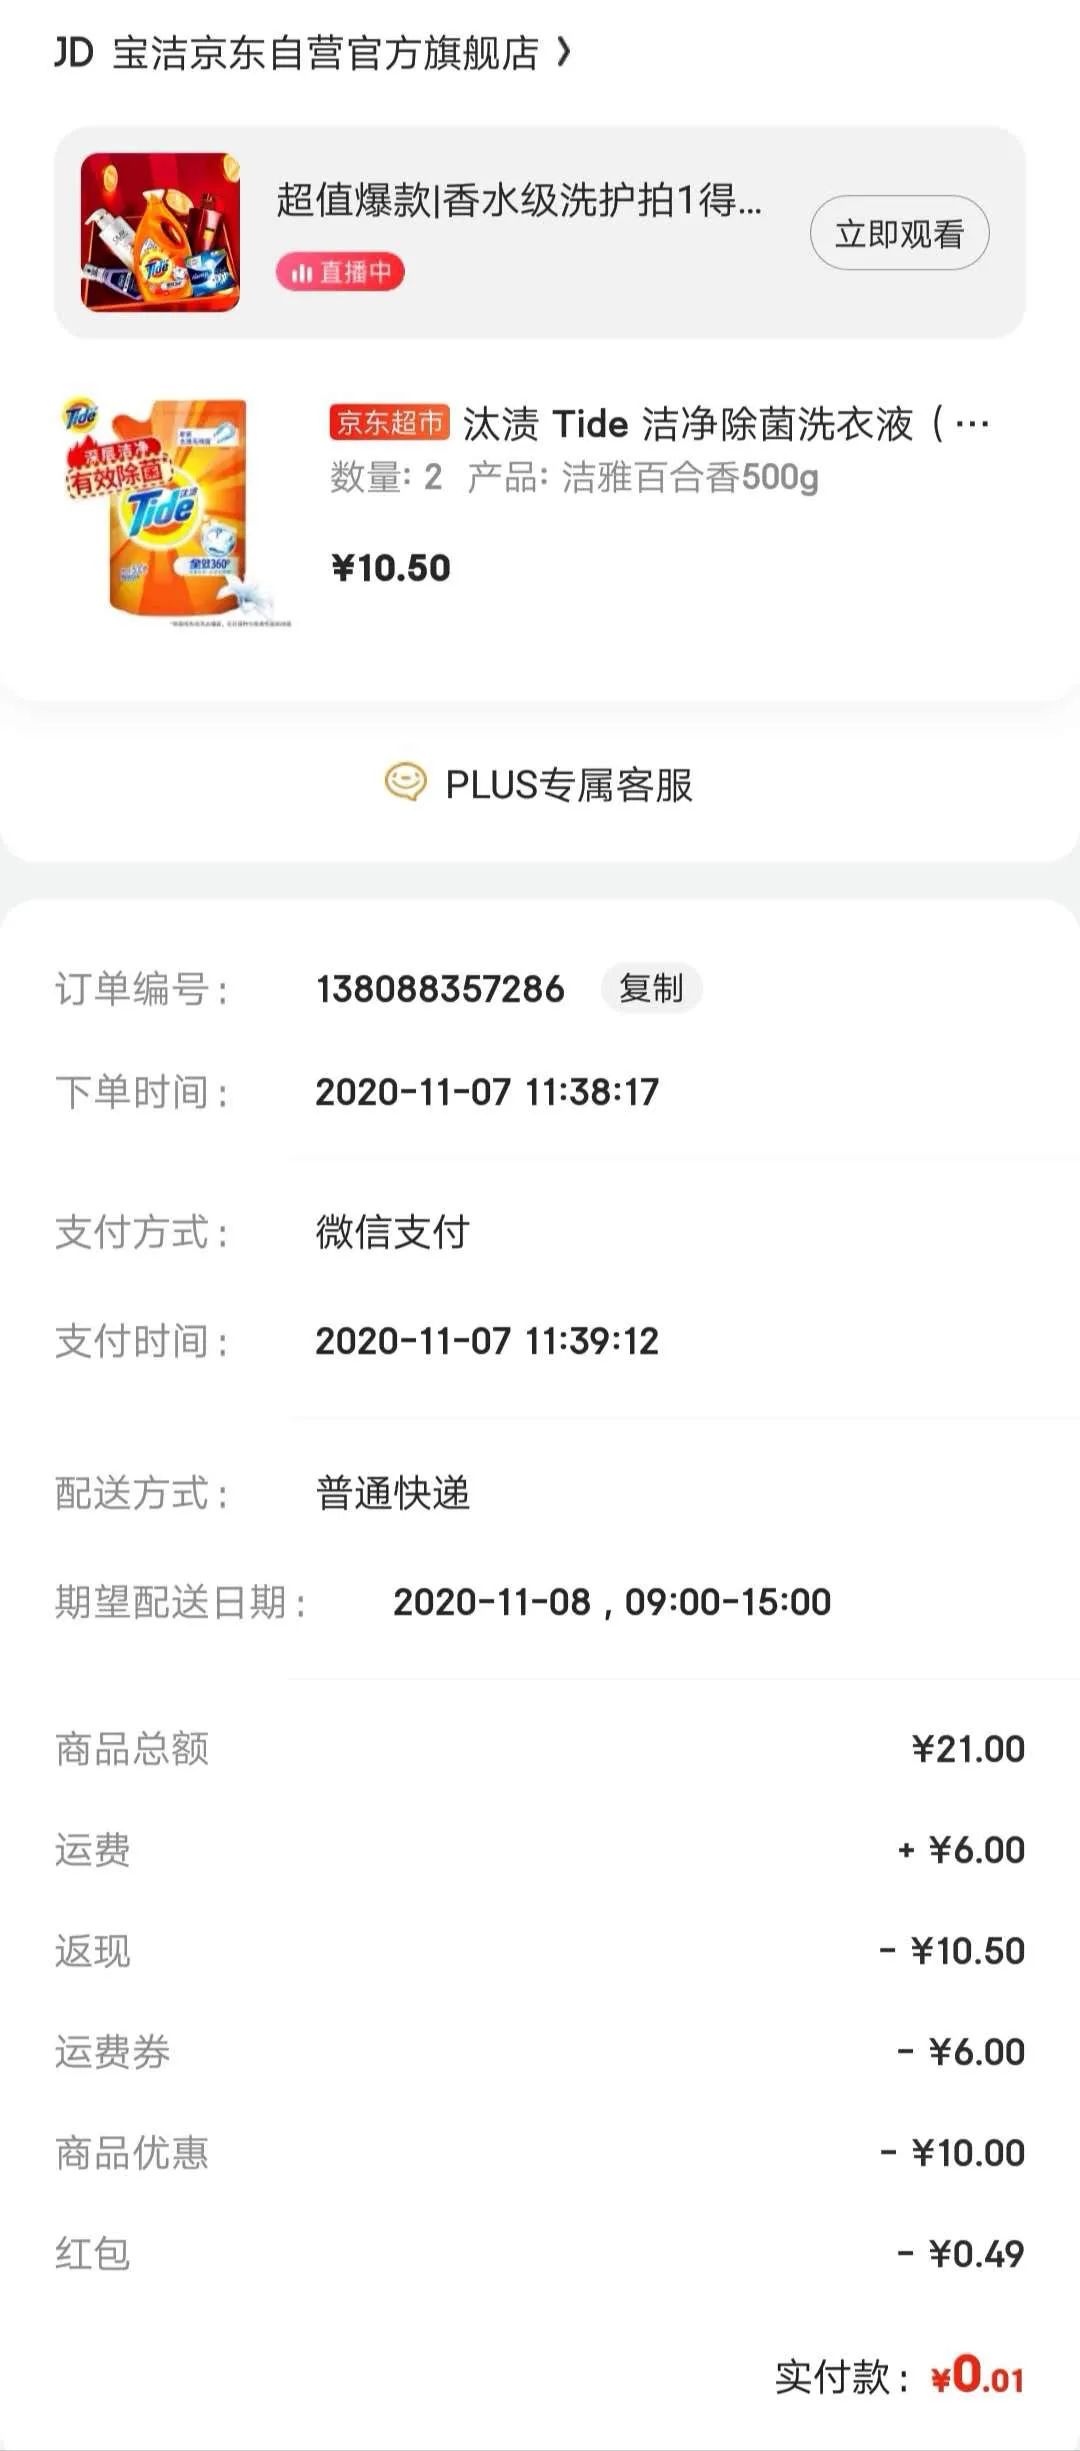 JD 宝洁京东自营官方旗舰店
超值爆款|香水级洗护拍1得...
立即观看
直播中
京东超市 汰渍 Tide 洁净除菌洗衣液（…
数量: 2 产品: 洁雅百合香500g
¥10.50
Tide
深层洁净
有效除菌
Tide
全效360°
PLUS专属客服
订单编号: 138088357286 复制
下单时间: 2020-11-07 11:38:17
支付方式: 微信支付
支付时间: 2020-11-07 11:39:12
配送方式: 普通快递
期望配送日期: 2020-11-08 , 09:00-15:00
商品总额 ¥21.00
运费 + ¥6.00
返现 - ¥10.50
运费券 - ¥6.00
商品优惠 - ¥10.00
红包 - ¥0.49
实付款: ¥0.01